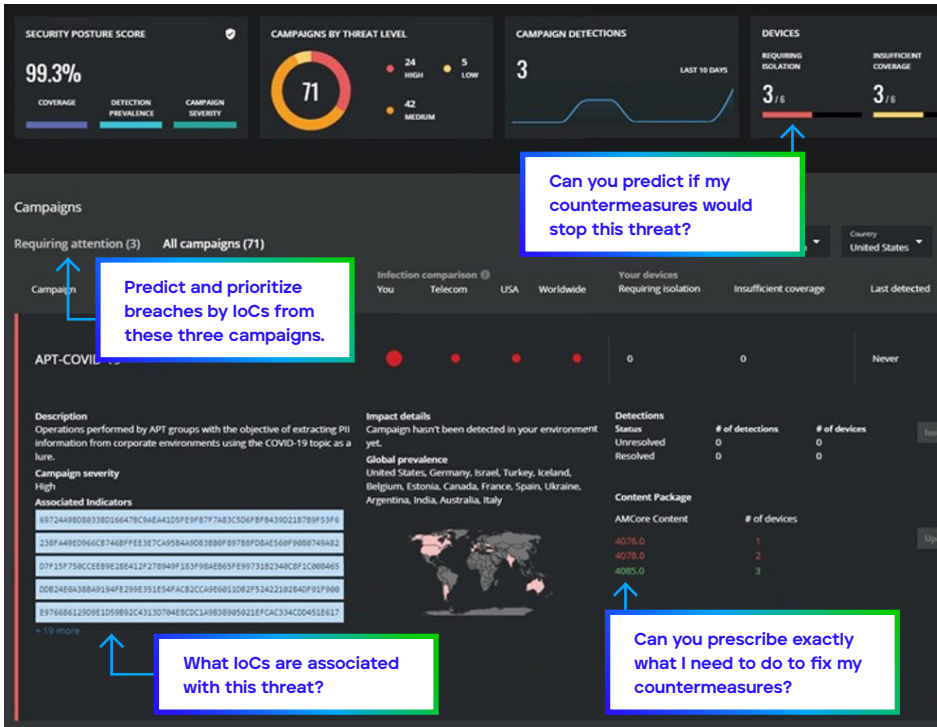 SECURITY POSTURE SCORE
99.3%
COVERAGE
DETECTION
PREVALENCE
CAMPAIGN
SEVERITY
CAMPAIGNS BY THREAT LEVEL
71
24
HIGH
5
LOW
42
MEDIUM
CAMPAIGN DETECTIONS
3
LAST 10 DAYS
DEVICES
REQUIRING
ISOLATION
3/6
INSUFFICIENT
COVERAGE
3/6
Can you predict if my
countermeasures would
stop this threat?
Campaigns
Requiring attention (3) All campaigns (71)
Country
United States
Predict and prioritize
breaches by IoCs from
these three campaigns.
Campaign
Infection comparison
You Telecom USA Worldwide
Your devices
Requiring isolation Insufficient coverage Last detected
0 0 Never
Description
Operations performed by APT groups with the objective of extracting PII
information from corporate environments using the COVID-19 topic as a
lure.
Campaign severity
High
Associated Indicators
+ 19 more
Impact details
Campaign hasn't been detected in your environment
yet.
Global prevalence
United States, Germany, Israel, Turkey, Iceland,
Belgium, Estonia, Canada, France, Spain, Ukraine,
Argentina, India, Australia, Italy
Detections
Status # of detections # of devices
Unresolved 0 0
Resolved 0 0
Content Package
AMCore Content # of devices
4076.0 1
4078.0 2
4085.0 3
What IoCs are associated
with this threat?
Can you prescribe exactly
what I need to do to fix my
countermeasures?